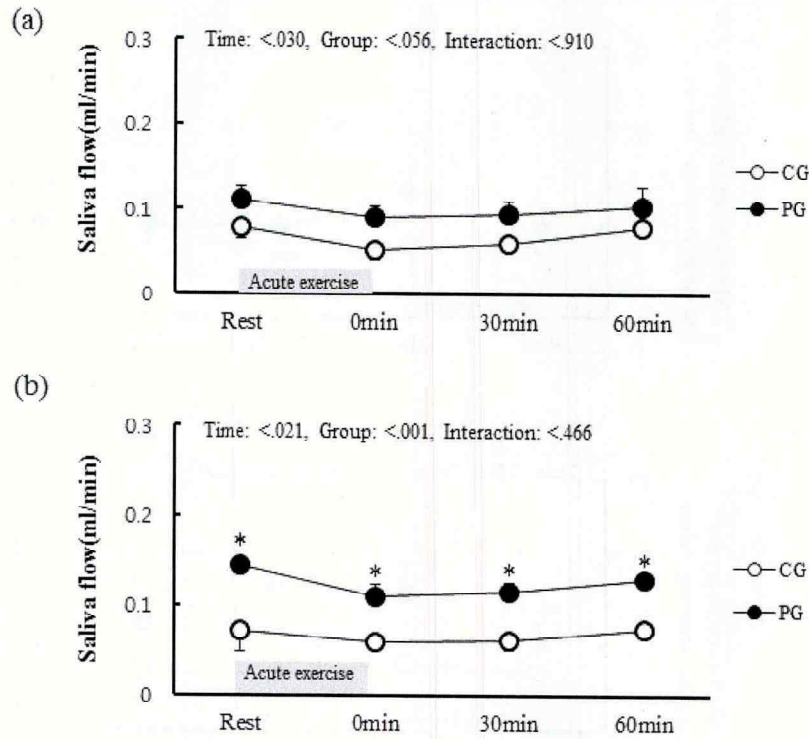 (a)
0.3
Time: <.030, Group: <.056, Interaction: <.910
Saliva flow(ml/min)
0.2
0.1
0
CG
PG
Acute exercise
Rest 0min 30min 60min
(b)
0.3
Time: <.021, Group: <.001, Interaction: <.466
Saliva flow(ml/min)
0.2
* * * *
0.1
0
CG
PG
Acute exercise
Rest 0min 30min 60min